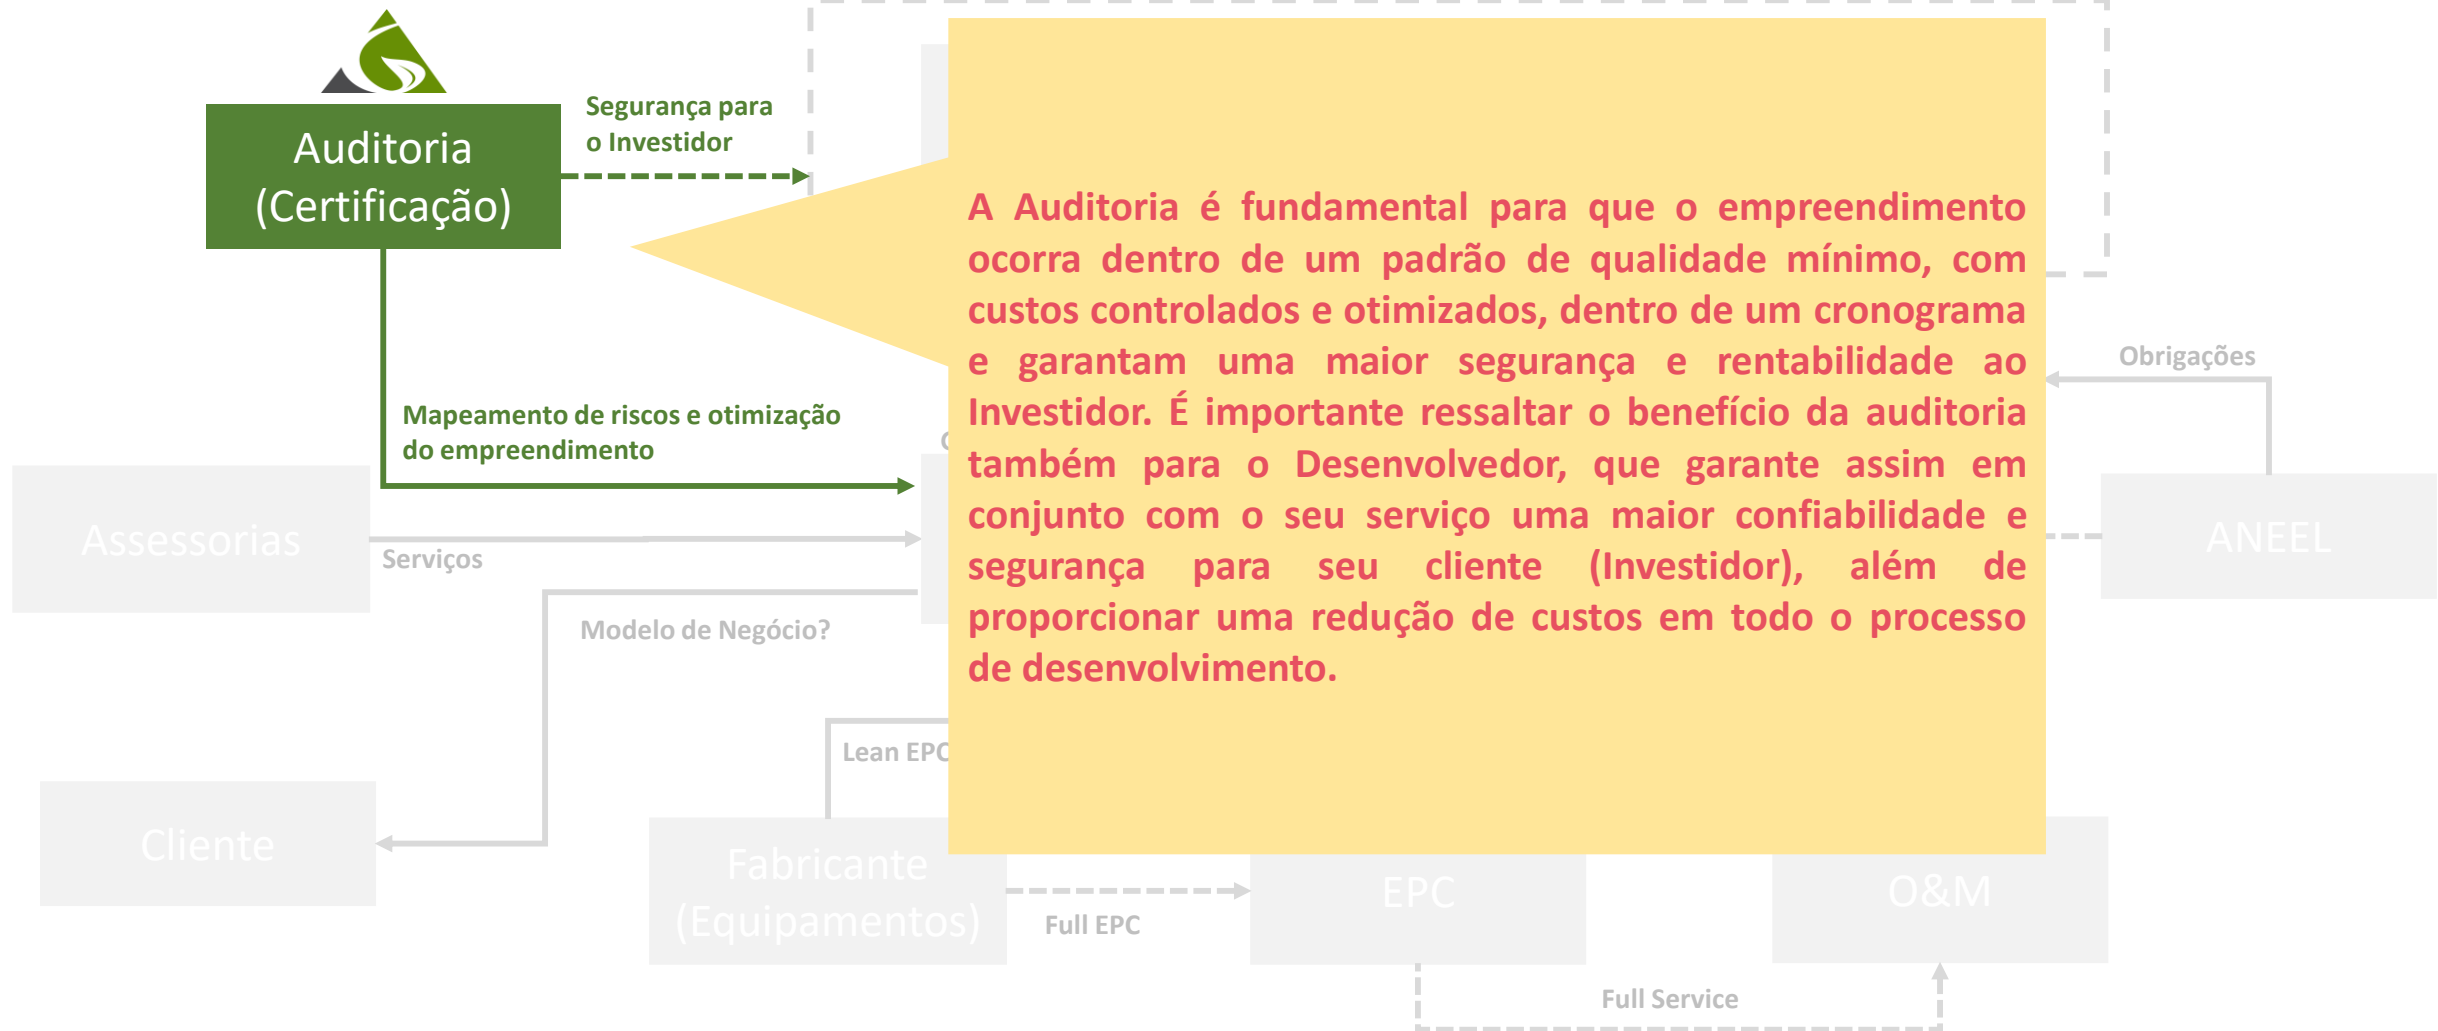 Auditoria
(Certificação)
Segurança para
o Investidor
A Auditoria é fundamental para que o empreendimento
ocorra dentro de um padrão de qualidade mínimo, com
custos controlados e otimizados, dentro de um cronograma
e garantam uma maior segurança e rentabilidade ao
Investidor. É importante ressaltar o benefício da auditoria
também para o Desenvolvedor, que garante assim em
conjunto com o seu serviço uma maior confiabilidade e
segurança para seu cliente (Investidor), além de
proporcionar uma redução de custos em todo o processo
de desenvolvimento.
Obrigações
Mapeamento de riscos e otimização
do empreendimento
Assessorias
Serviços
ANEEL
Modelo de Negócio?
Lean EPC
Cliente
Fabricante
(Equipamentos)
Full EPC
EPC
O&M
Full Service